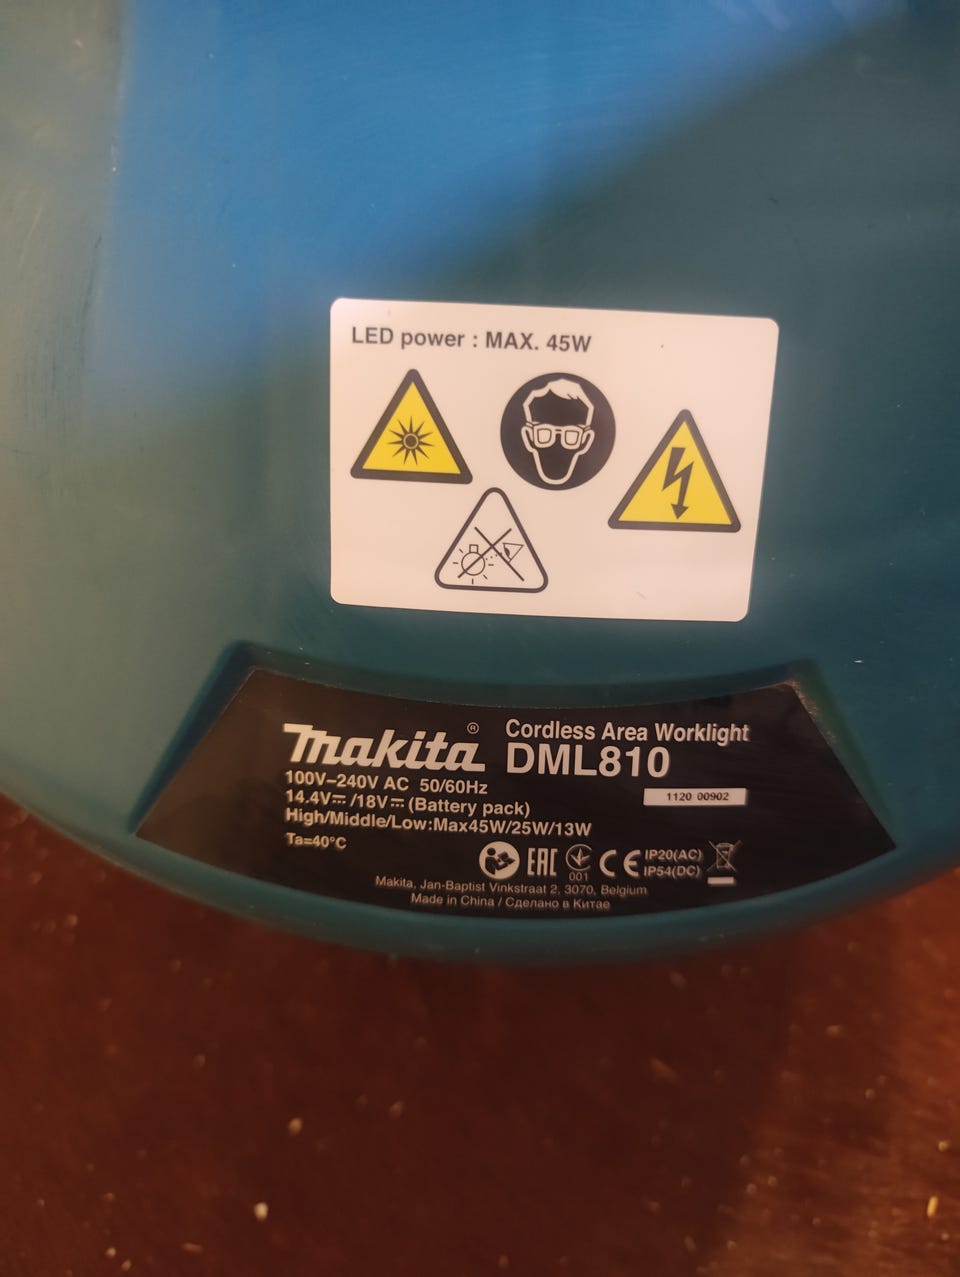 LED power : MAX. 45W
makita®
Cordless Area Worklight
DML810
100V–240V AC 50/60Hz
14.4V⎓/18V⎓(Battery pack)
1120 00902
High/Middle/Low:Max45W/25W/13W
Ta=40°C
EAC
001
CE
IP20(AC)
IP54(DC)
Makita, Jan-Baptist Vinkstraat 2, 3070, Belgium
Made in China / Сделано в Китае